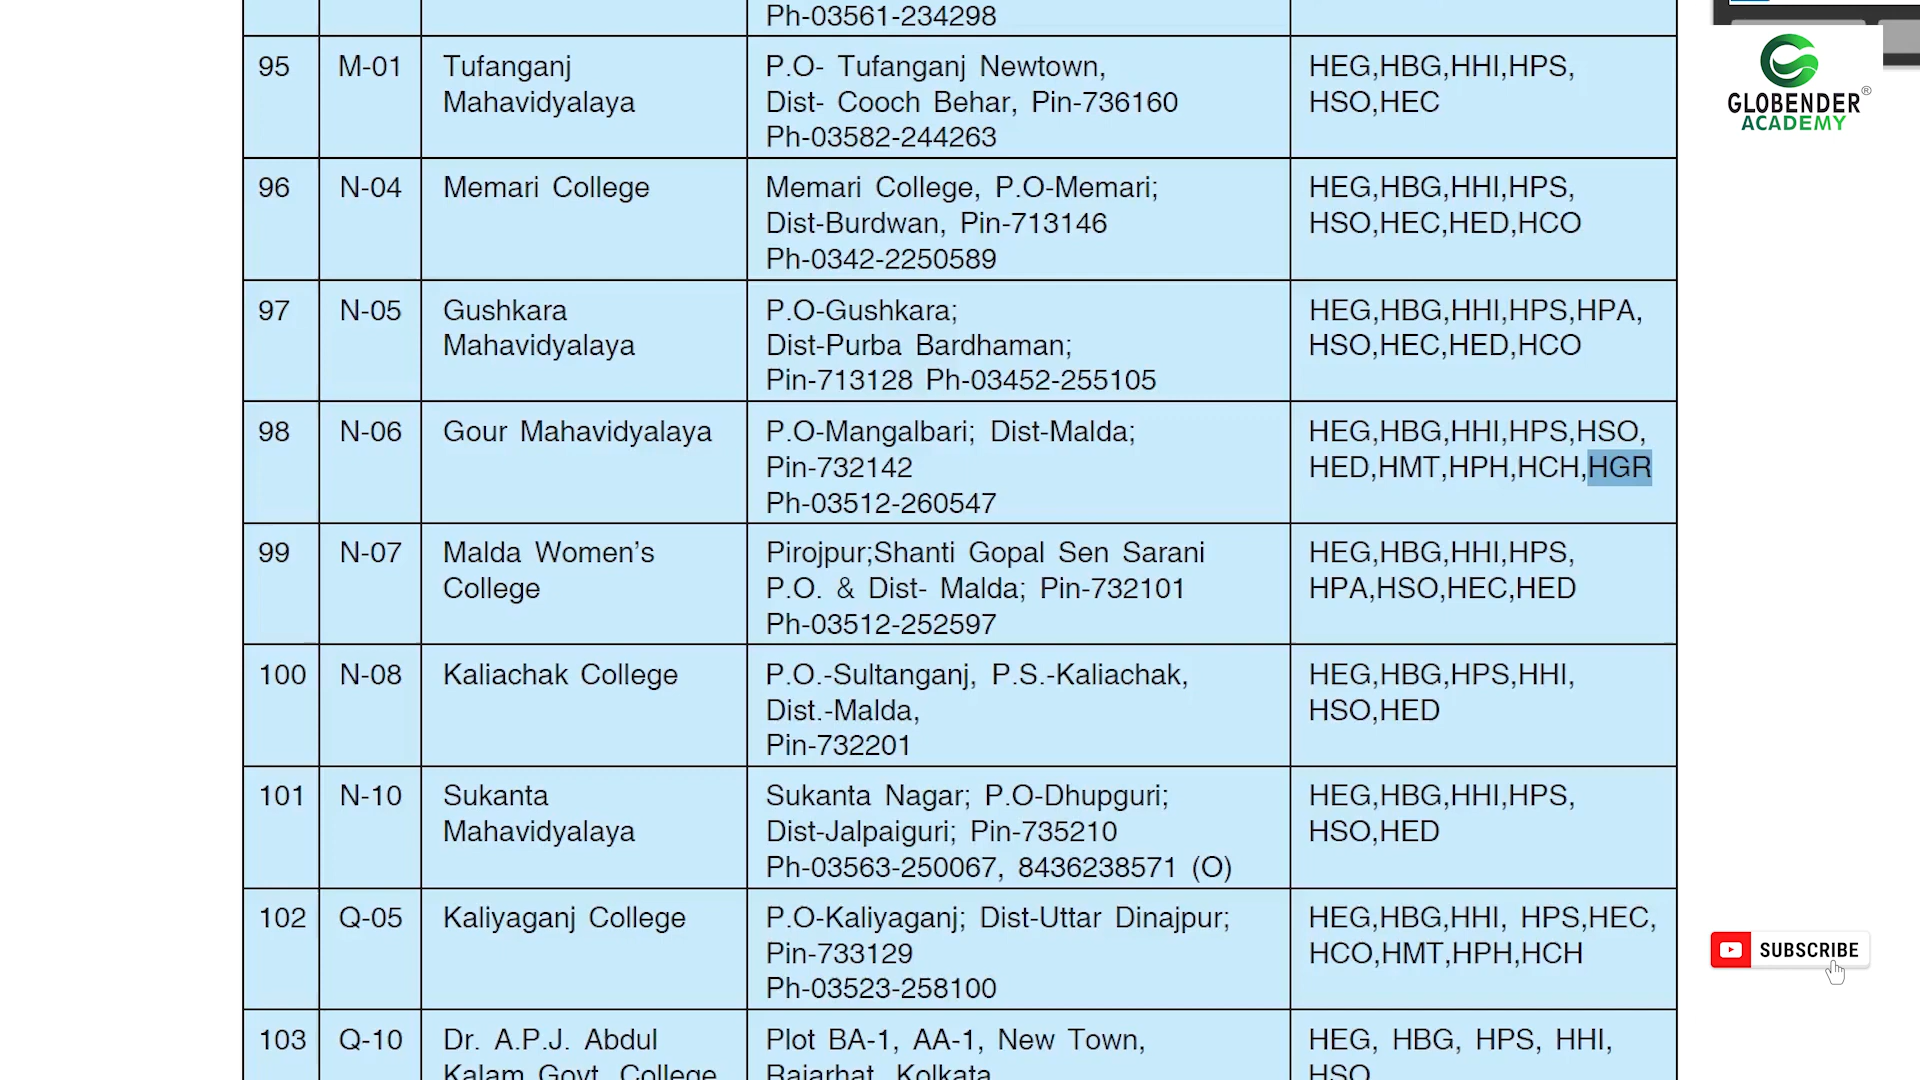 Ph-03561-234298
95 M-01 Tufanganj P.O- Tufanganj Newtown, HEG,HBG,HHI,HPS,
Mahavidyalaya Dist- Cooch Behar, Pin-736160 HSO,HEC
Ph-03582-244263
GLOBENDER®
ACADEMY
96 N-04 Memari College Memari College, P.O-Memari; HEG,HBG,HHI,HPS,
Dist-Burdwan, Pin-713146 HSO,HEC,HED,HCO
Ph-0342-2250589
97 N-05 Gushkara P.O-Gushkara; HEG,HBG,HHI,HPS,HPA,
Mahavidyalaya Dist-Purba Bardhaman; HSO,HEC,HED,HCO
Pin-713128 Ph-03452-255105
98 N-06 Gour Mahavidyalaya P.O-Mangalbari; Dist-Malda; HEG,HBG,HHI,HPS,HSO,
Pin-732142 HED,HMT,HPH,HCH,HGR
Ph-03512-260547
99 N-07 Malda Women’s Pirojpur;Shanti Gopal Sen Sarani HEG,HBG,HHI,HPS,
College P.O. & Dist- Malda; Pin-732101 HPA,HSO,HEC,HED
Ph-03512-252597
100 N-08 Kaliachak College P.O.-Sultanganj, P.S.-Kaliachak, HEG,HBG,HPS,HHI,
Dist.-Malda, HSO,HED
Pin-732201
101 N-10 Sukanta Sukanta Nagar; P.O-Dhupguri; HEG,HBG,HHI,HPS,
Mahavidyalaya Dist-Jalpaiguri; Pin-735210 HSO,HED
Ph-03563-250067, 8436238571 (O)
102 Q-05 Kaliyaganj College P.O-Kaliyaganj; Dist-Uttar Dinajpur; HEG,HBG,HHI, HPS,HEC,
Pin-733129 HCO,HMT,HPH,HCH
Ph-03523-258100
SUBSCRIBE
103 Q-10 Dr. A.P.J. Abdul Plot BA-1, AA-1, New Town, HEG, HBG, HPS, HHI,
Kalam Govt. College Rajarhat, Kolkata HSO